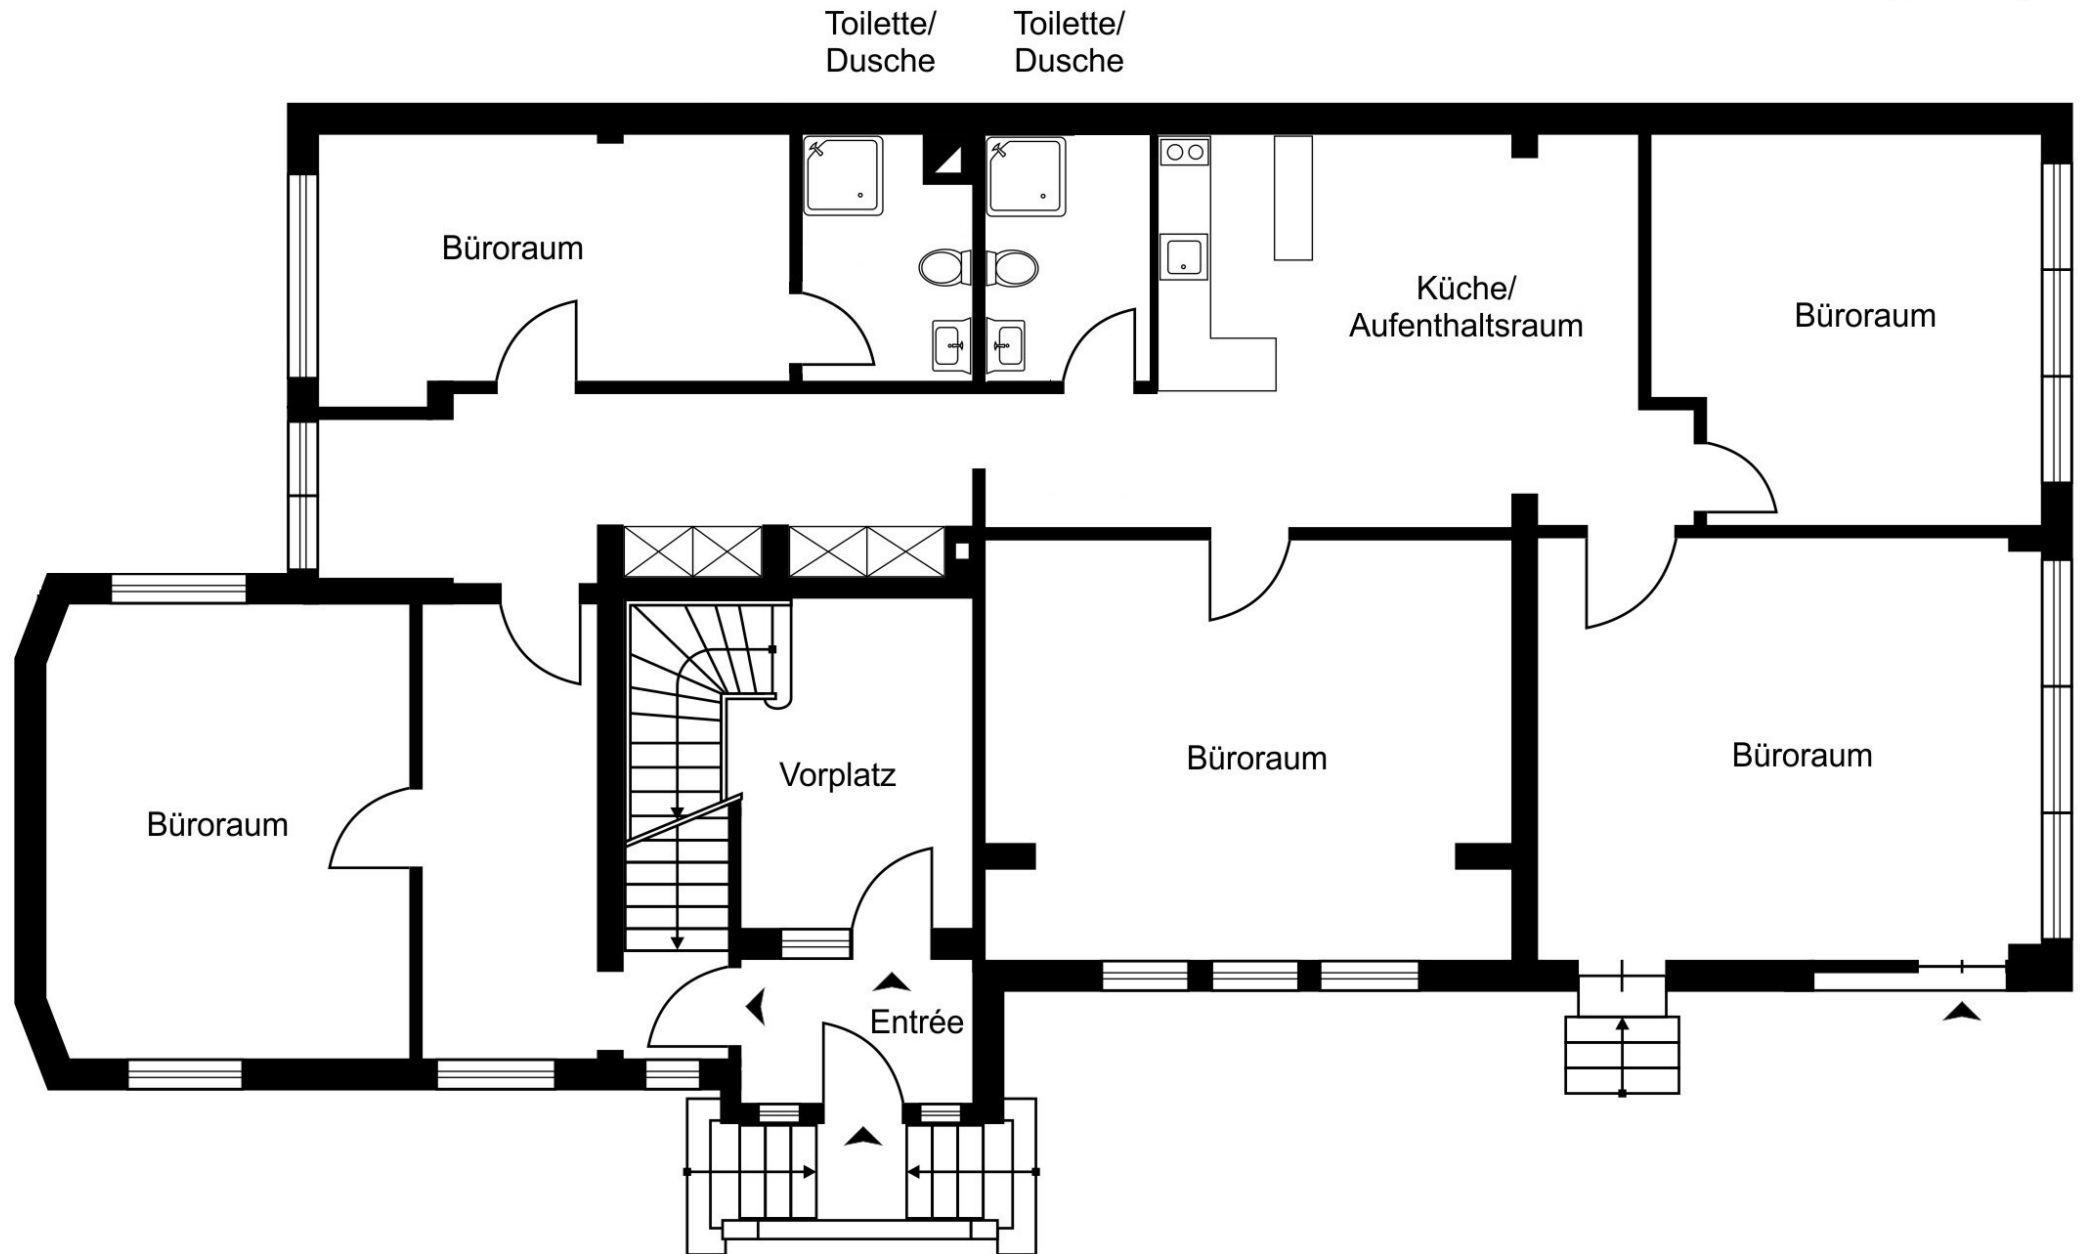 Toilette/
Dusche
Toilette/
Dusche
Büroraum
Küche/
Aufenthaltsraum
Büroraum
Büroraum
Vorplatz
Büroraum
Büroraum
Entrée